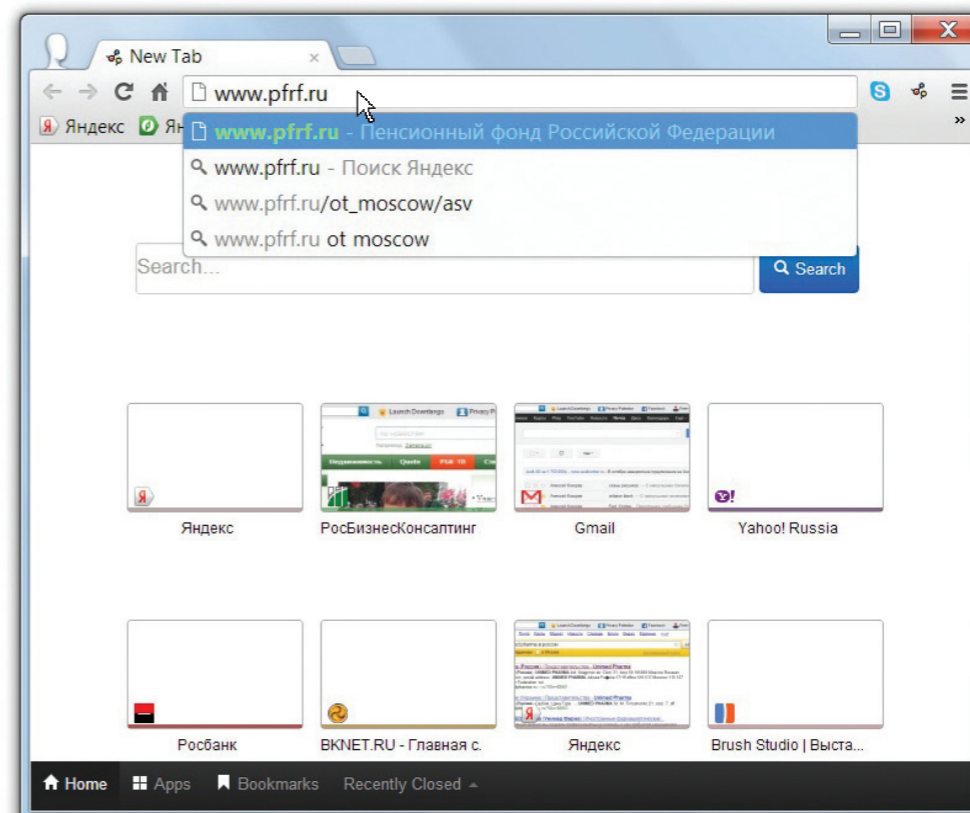 New Tab
www.pfrf.ru
Яндекс
www.pfrf.ru - Пенсионный фонд Российской Федерации
www.pfrf.ru - Поиск Яндекс
www.pfrf.ru/ot_moscow/asv
www.pfrf.ru ot moscow
Search...
Search
Яндекс
РосБизнесКонсалтинг
Gmail
Yahoo! Russia
Росбанк
BKNET.RU - Главная с.
Яндекс
Brush Studio | Выста...
Home Apps Bookmarks Recently Closed